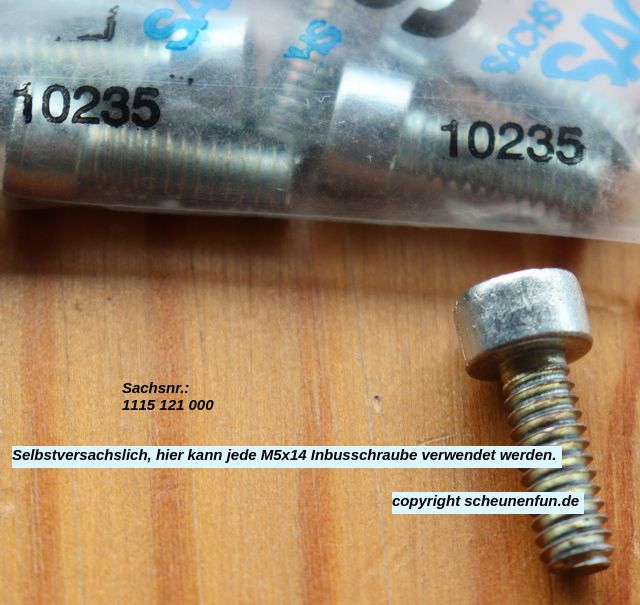 SACHS
10235
10235
Sachsnr.:
1115 121 000
Selbstversachslich, hier kann jede M5x14 Inbusschraube verwendet werden.
copyright scheunenfun.de